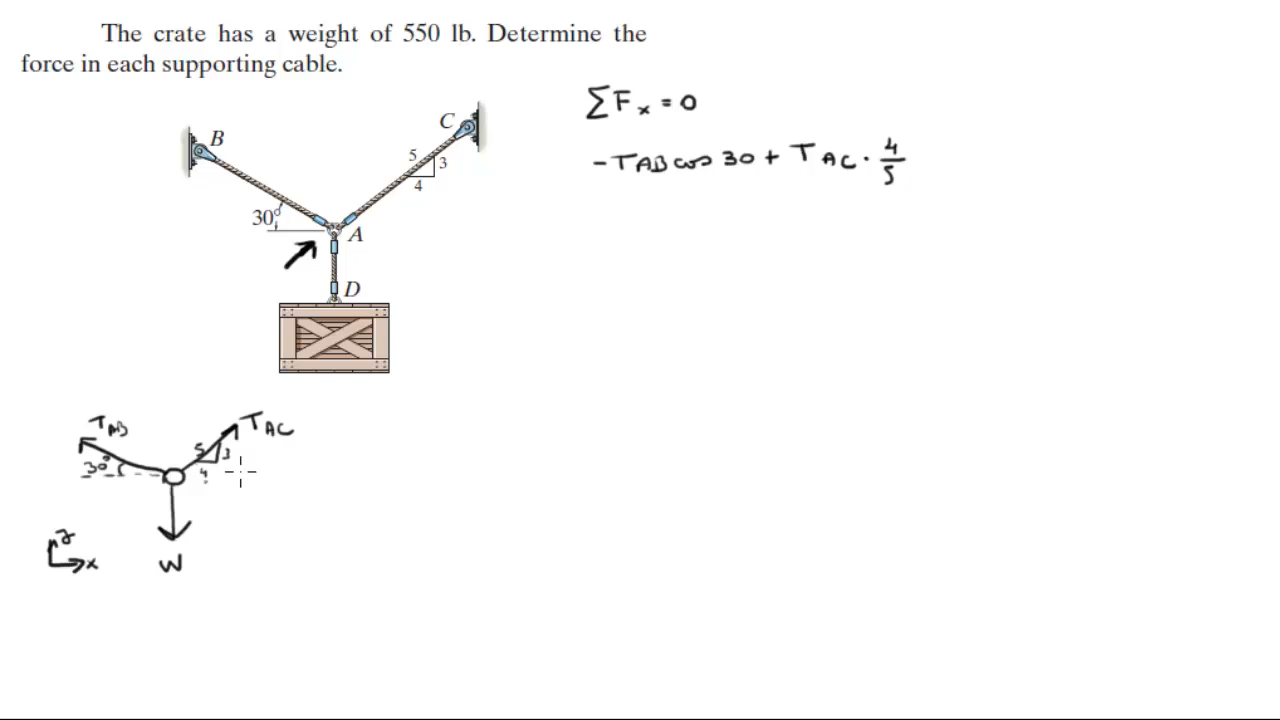 The crate has a weight of 550 lb. Determine the
force in each supporting cable.
B
C
5
3
4
30°
A
D
ΣFx = 0
-TAB cos 30 + TAC · 4/5
TAB
TAC
5
3
4
30°
W
x